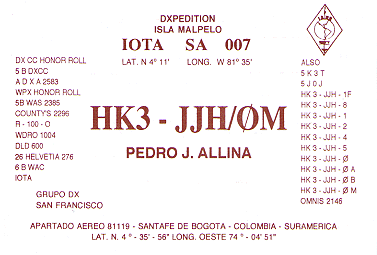 DXPEDITION
ISLA MALPELO
IOTA SA 007
LAT. N 4° 11' LONG. W 81° 35'
DX CC HONOR ROLL
5 B DXCC
A D X A 2583
WPX HONOR ROLL
5B WAS 2385
COUNTY'S 2295
R - 100 - O
WDRO 1004
DLD 600
26 HELVETIA 276
6 B WAC
IOTA
HK3 - JJH/ØM
PEDRO J. ALLINA
ALSO
5 K 3 T
5 J 0 J
HK 3 - JJH - 1F
HK 3 - JJH - 8
HK 3 - JJH - 1
HK 3 - JJH - 2
HK 3 - JJH - 4
HK 3 - JJH - 5
HK 3 - JJH - Ø
HK 3 - JJH - Ø A
HK 3 - JJH - Ø B
HK 3 - JJH - Ø M
OMNIS 2146
GRUPO DX
SAN FRANCISCO
APARTADO AEREO 81119 - SANTAFE DE BOGOTA - COLOMBIA - SURAMERICA
LAT. N. 4 ° - 35' - 56" LONG. OESTE 74 ° - 04' 51"